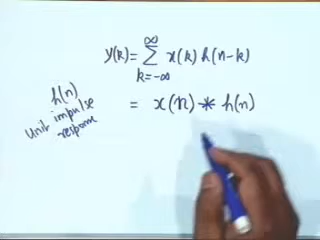 y(k) = ∞ ∑ k=-∞ x(k) h(n-k)
= x(n) * h(n)
h(n)
Unit impulse
response